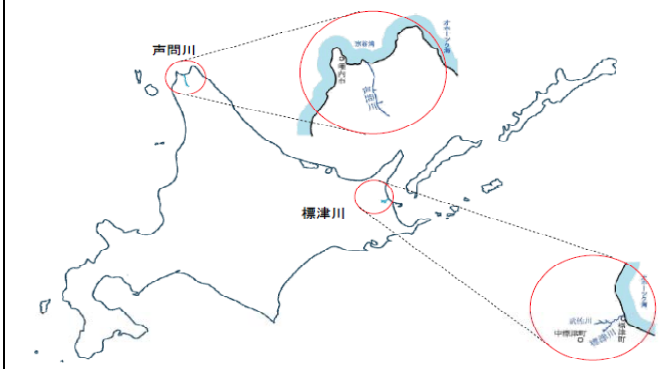 声問川
宗谷湾
オホーツク海
稚内市
声問川
標津川
オホーツク海
武佐川
標津町
中標津町
標津川